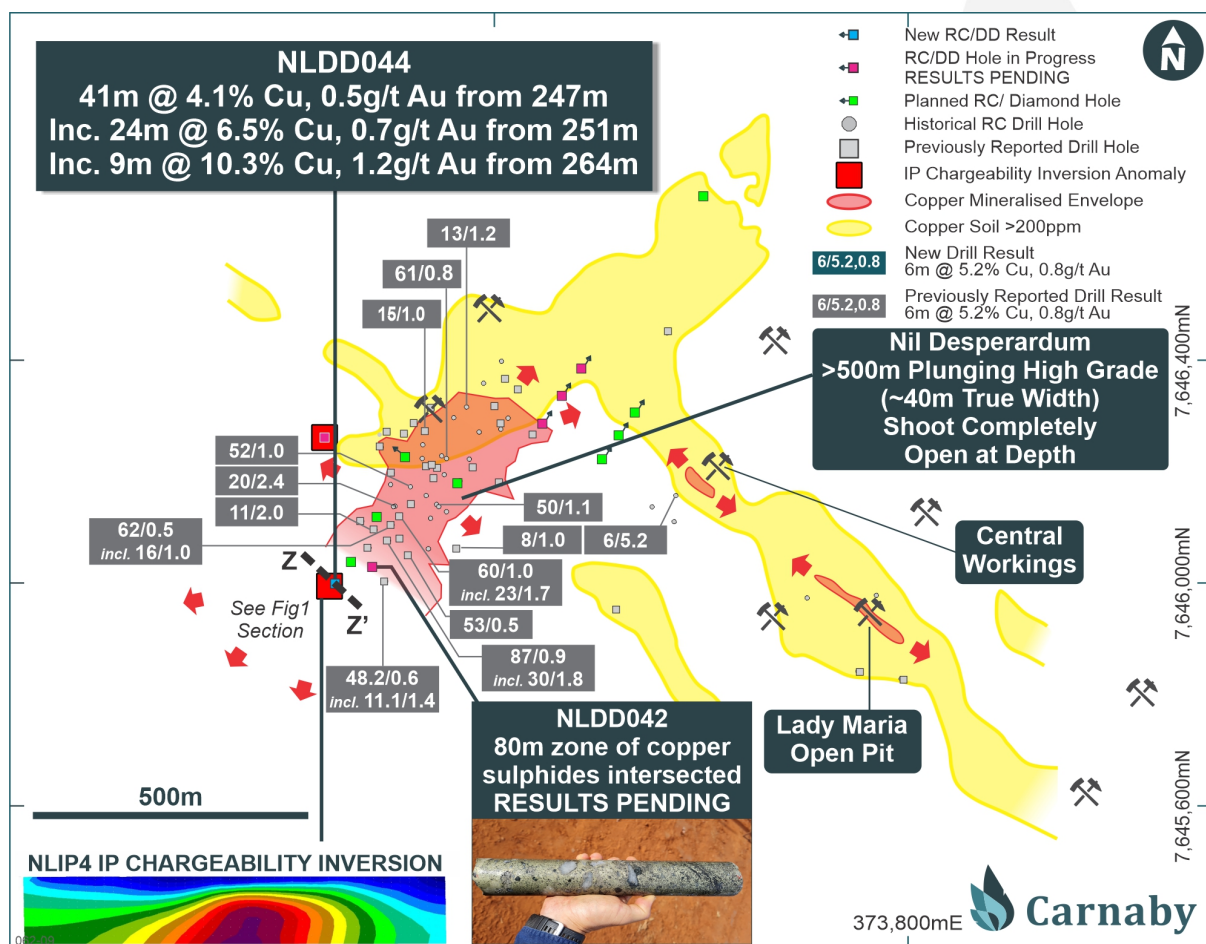 NLDD044
41m @ 4.1% Cu, 0.5g/t Au from 247m
Inc. 24m @ 6.5% Cu, 0.7g/t Au from 251m
Inc. 9m @ 10.3% Cu, 1.2g/t Au from 264m
New RC/DD Result
RC/DD Hole in Progress
RESULTS PENDING
Planned RC/ Diamond Hole
Historical RC Drill Hole
Previously Reported Drill Hole
IP Chargeability Inversion Anomaly
Copper Mineralised Envelope
Copper Soil >200ppm
6/5.2,0.8
New Drill Result
6m @ 5.2% Cu, 0.8g/t Au
6/5.2,0.8
Previously Reported Drill Result
6m @ 5.2% Cu, 0.8g/t Au
N
13/1.2
61/0.8
15/1.0
Nil Desperardum
>500m Plunging High Grade
(~40m True Width)
Shoot Completely
Open at Depth
7,646,400mN
52/1.0
20/2.4
11/2.0
62/0.5
incl. 16/1.0
50/1.1
8/1.0
6/5.2
Central
Workings
60/1.0
incl. 23/1.7
53/0.5
87/0.9
incl. 30/1.8
48.2/0.6
incl. 11.1/1.4
Z
Z'
See Fig1
Section
7,646,000mN
Lady Maria
Open Pit
NLDD042
80m zone of copper
sulphides intersected
RESULTS PENDING
500m
NLIP4 IP CHARGEABILITY INVERSION
7,645,600mN
373,800mE
Carnaby